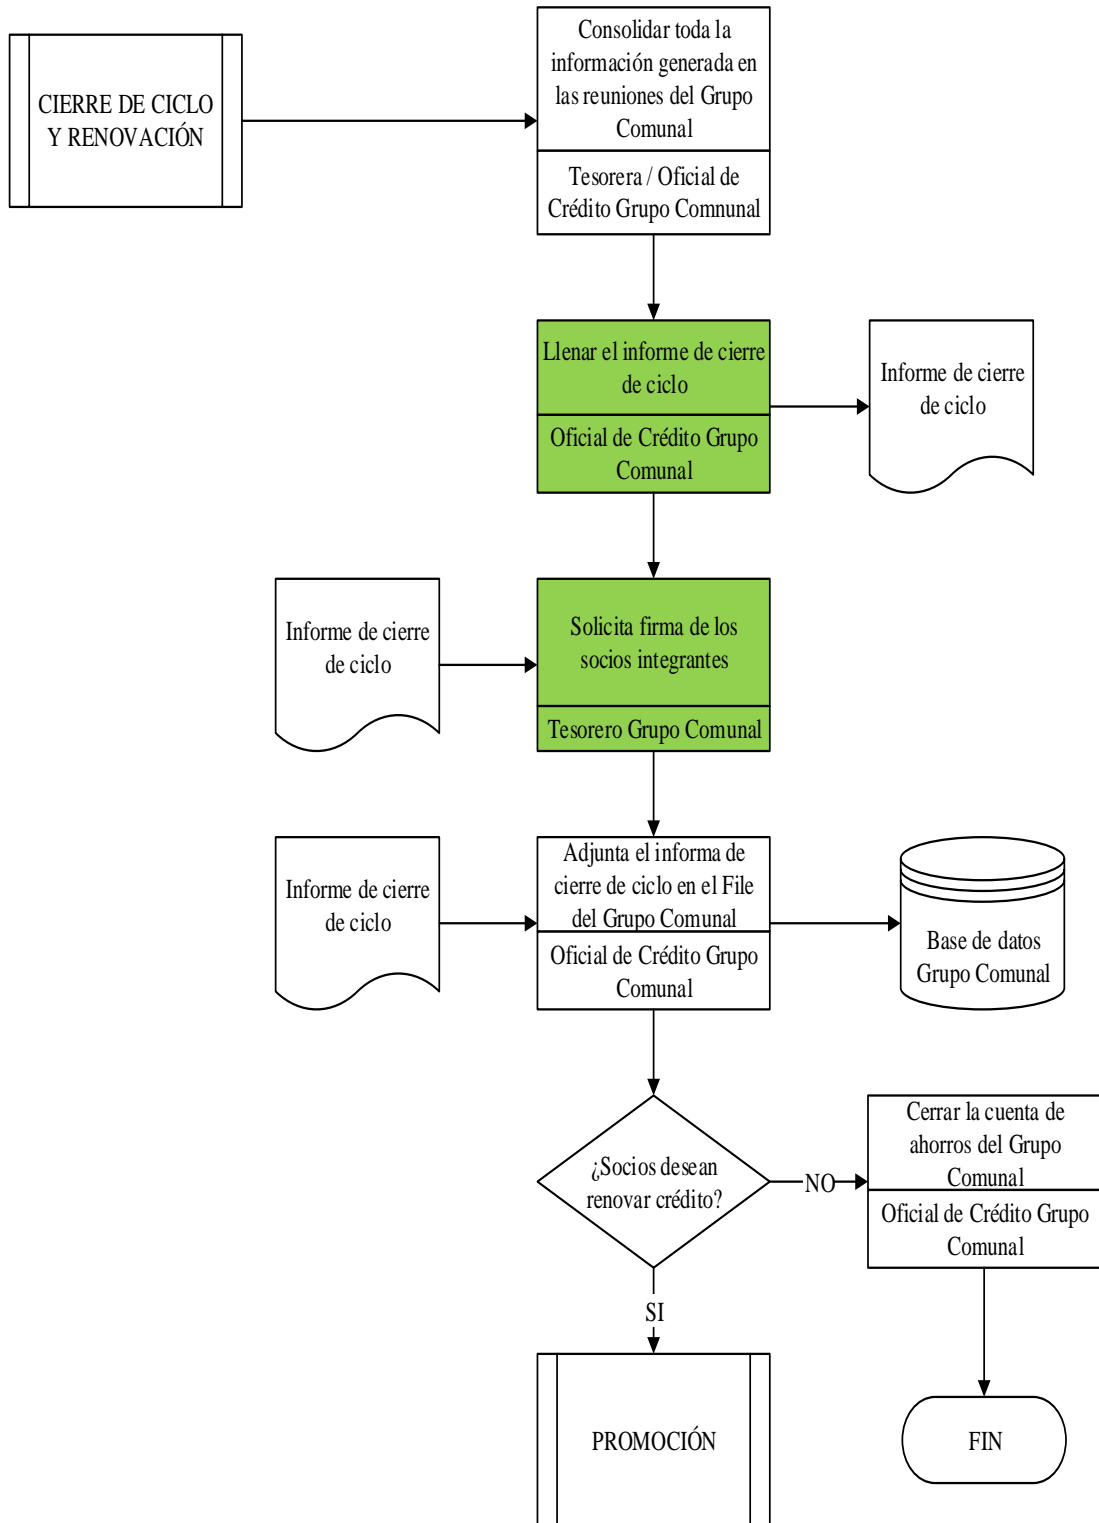 CIERRE DE CICLO
Y RENOVACIÓN
Consolidar toda la
información generada en
las reuniones del Grupo
Comunal
Tesorera / Oficial de
Crédito Grupo Comnunal
Llenar el informe de cierre
de ciclo
Oficial de Crédito Grupo
Comunal
Informe de cierre
de ciclo
Informe de cierre
de ciclo
Solicita firma de los
socios integrantes
Tesorero Grupo Comunal
Informe de cierre
de ciclo
Adjunta el informa de
cierre de ciclo en el File
del Grupo Comunal
Oficial de Crédito Grupo
Comunal
Base de datos
Grupo Comunal
¿Socios desean
renovar crédito?
NO
Cerrar la cuenta de
ahorros del Grupo
Comunal
Oficial de Crédito Grupo
Comunal
SI
PROMOCIÓN
FIN